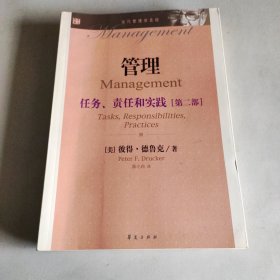 Management
管理
Management
任务、责任和实践 [第二部]
Tasks, Responsibilities,
Practices
[美] 彼得·德鲁克/著
Peter F. Drucker
华夏出版社